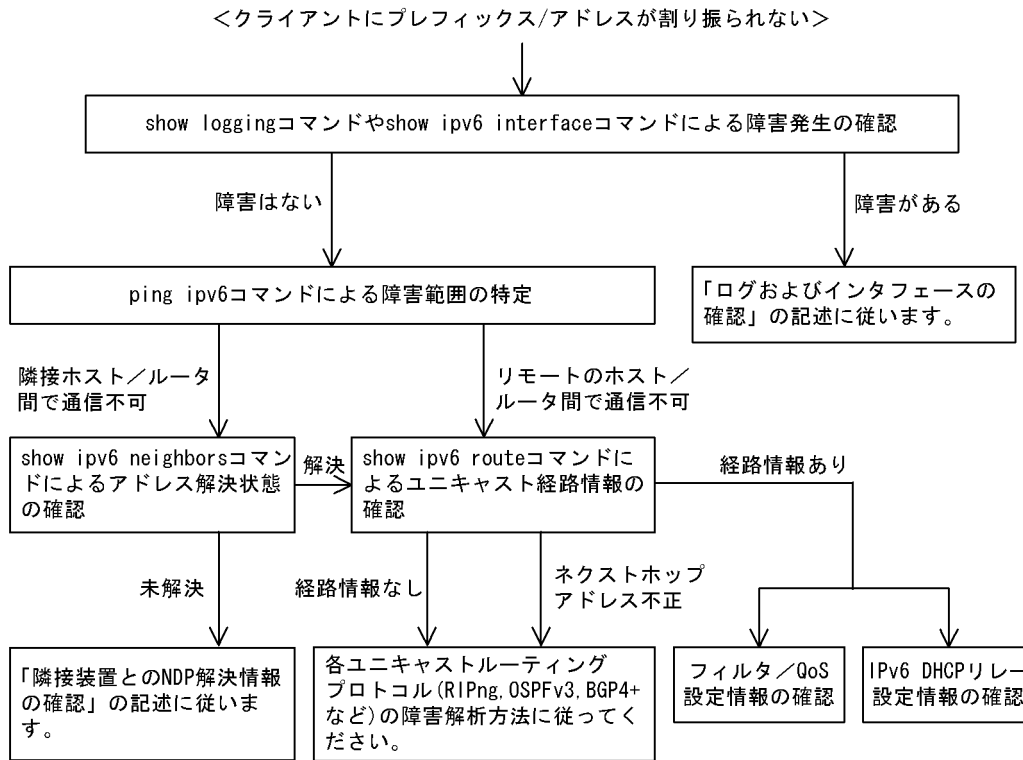 ＜クライアントにプレフィックス/アドレスが割り振られない＞
show loggingコマンドやshow ipv6 interfaceコマンドによる障害発生の確認
障害はない
障害がある
ping ipv6コマンドによる障害範囲の特定
「ログおよびインタフェースの
確認」の記述に従います。
隣接ホスト／ルータ
間で通信不可
リモートのホスト／
ルータ間で通信不可
show ipv6 neighborsコマン
ドによるアドレス解決状態
の確認
解決
show ipv6 routeコマンドに
よるユニキャスト経路情報の
確認
経路情報あり
未解決
経路情報なし
ネクストホップ
アドレス不正
「隣接装置とのNDP解決情報
の確認」の記述に従いま
す。
各ユニキャストルーティング
プロトコル(RIPng,OSPFv3,BGP4+
など)の障害解析方法に従ってく
ださい。
フィルタ／QoS
設定情報の確認
IPv6 DHCPリレー
設定情報の確認